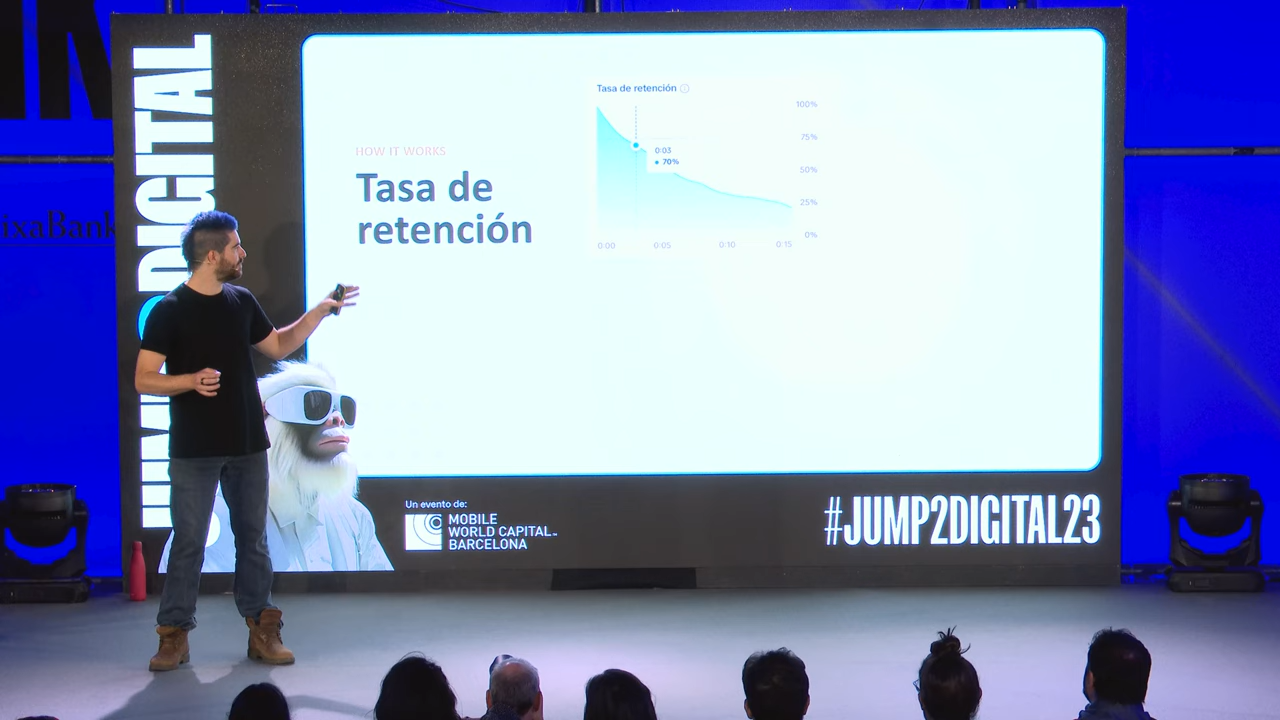 JUMP2DIGITAL
ixaBank
HOW IT WORKS
Tasa de
retención
Tasa de retención
100%
75%
50%
25%
0%
0:03
70%
0:00
0:05
0:10
0:15
Un evento de:
MOBILE
WORLD CAPITAL
BARCELONA
#JUMP2DIGITAL23